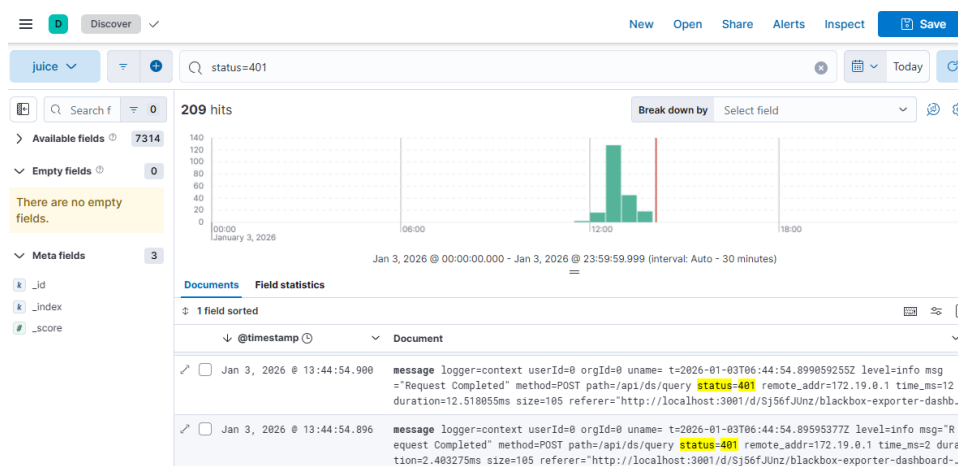 D Discover New Open Share Alerts Inspect Save
juice status=401 Today
Search f 0 209 hits Break down by Select field
Available fields 7314
Empty fields 0
There are no empty
fields.
Meta fields 3
k _id
k _index
# _score
140
120
100
80
60
40
20
0
00:00 06:00 12:00 18:00
January 3, 2026
Jan 3, 2026 @ 00:00:00.000 - Jan 3, 2026 @ 23:59:59.999 (interval: Auto - 30 minutes)
Documents Field statistics
1 field sorted
@timestamp Document
Jan 3, 2026 @ 13:44:54.900 message logger=context userId=0 orgId=0 uname= t=2026-01-03T06:44:54.899059255Z level=info msg
="Request Completed" method=POST path=/api/ds/query status=401 remote_addr=172.19.0.1 time_ms=12
duration=12.518055ms size=105 referer="http://localhost:3001/d/Sj56fJUnz/blackbox-exporter-dashb…
Jan 3, 2026 @ 13:44:54.896 message logger=context userId=0 orgId=0 uname= t=2026-01-03T06:44:54.89595377Z level=info msg="R
equest Completed" method=POST path=/api/ds/query status=401 remote_addr=172.19.0.1 time_ms=2 dura
tion=2.403275ms size=105 referer="http://localhost:3001/d/Sj56fJUnz/blackbox-exporter-dashboard-…